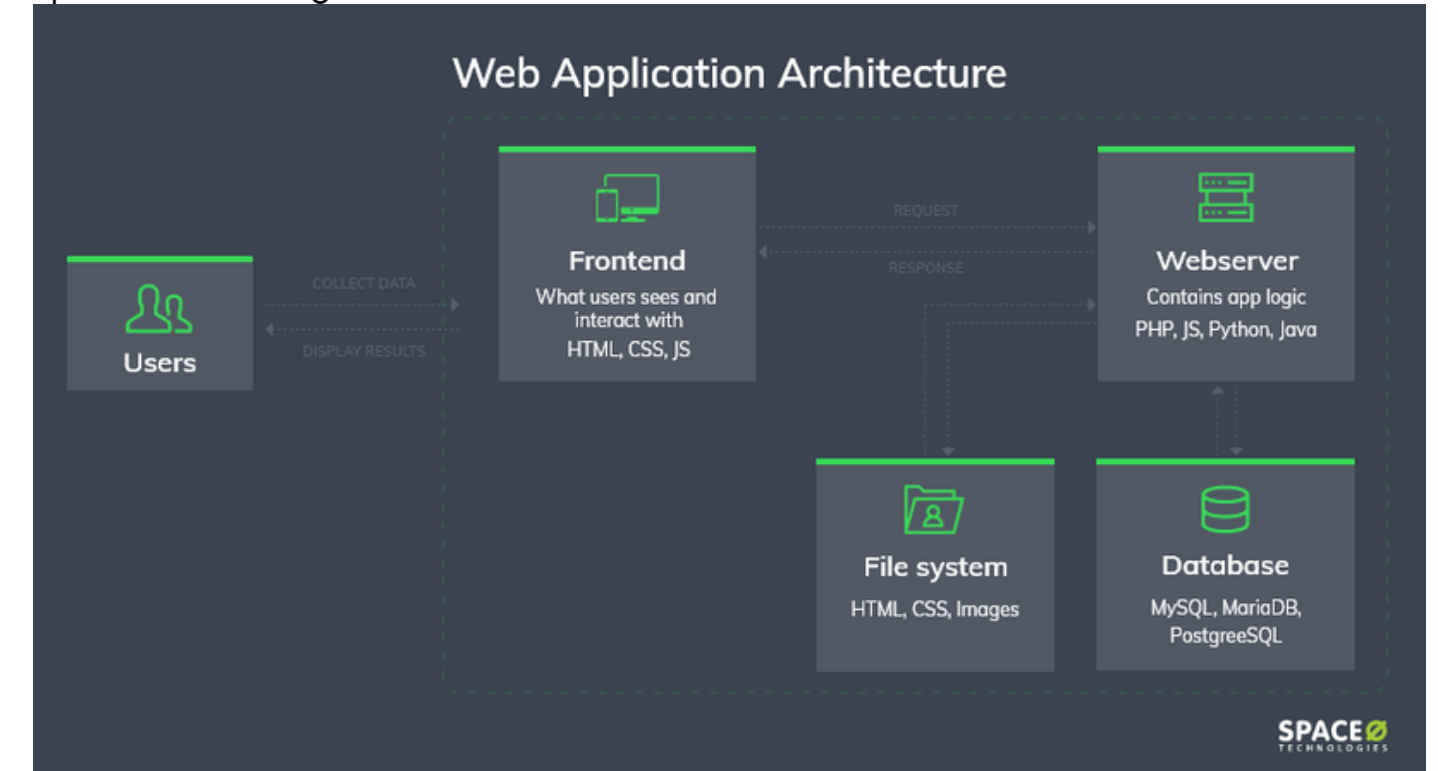 Web Application Architecture
Users
COLLECT DATA
DISPLAY RESULTS
Frontend
What users sees and
interact with
HTML, CSS, JS
REQUEST
RESPONSE
Webserver
Contains app logic
PHP, JS, Python, Java
File system
HTML, CSS, Images
Database
MySQL, MariaDB,
PostgreeSQL
SPACEØ
TECHNOLOGIES